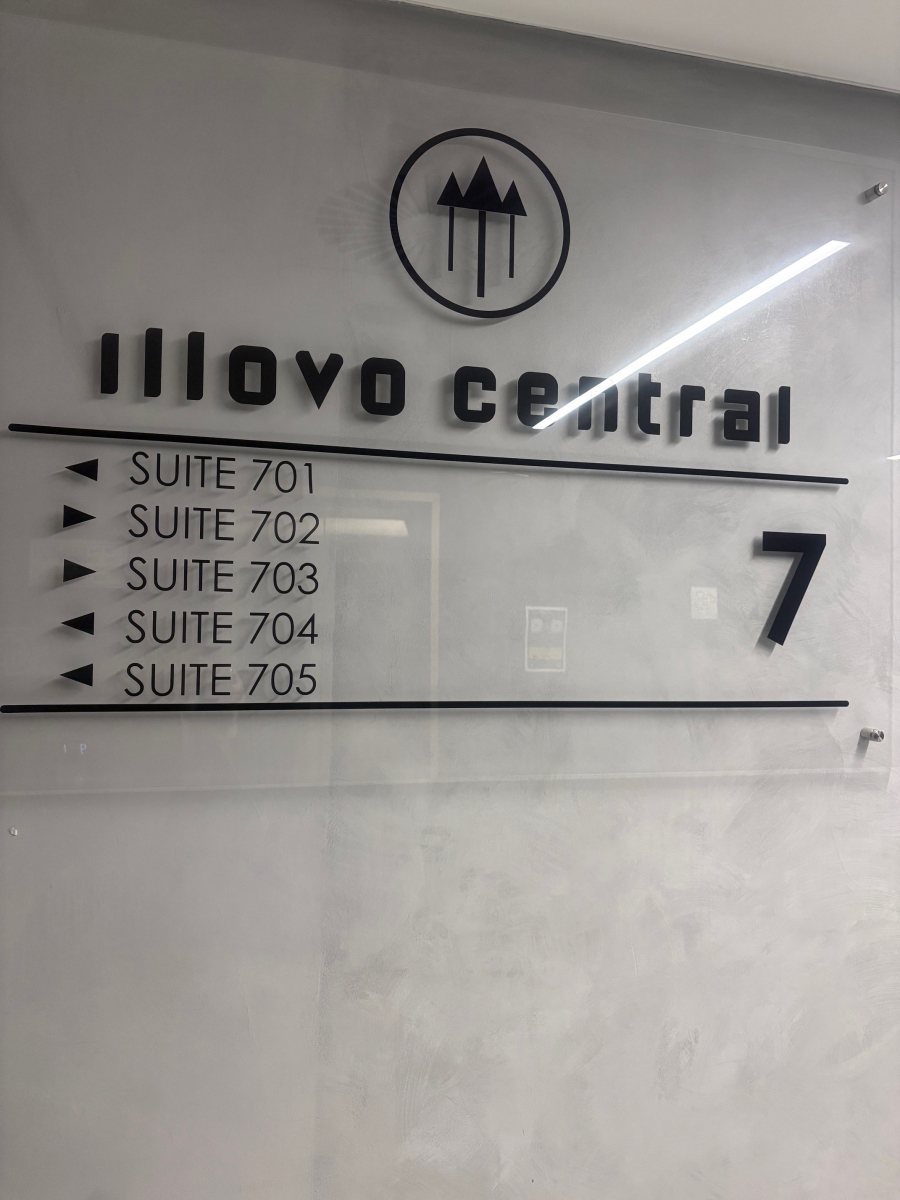 illovo central
SUITE 701
SUITE 702
SUITE 703
SUITE 704
SUITE 705
7